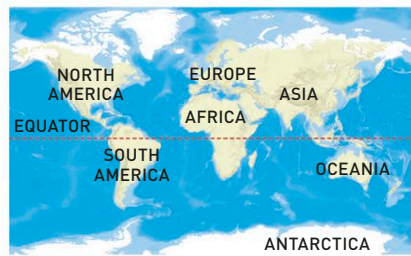 NORTH
AMERICA
EUROPE
ASIA
AFRICA
EQUATOR
SOUTH
AMERICA
OCEANIA
ANTARCTICA